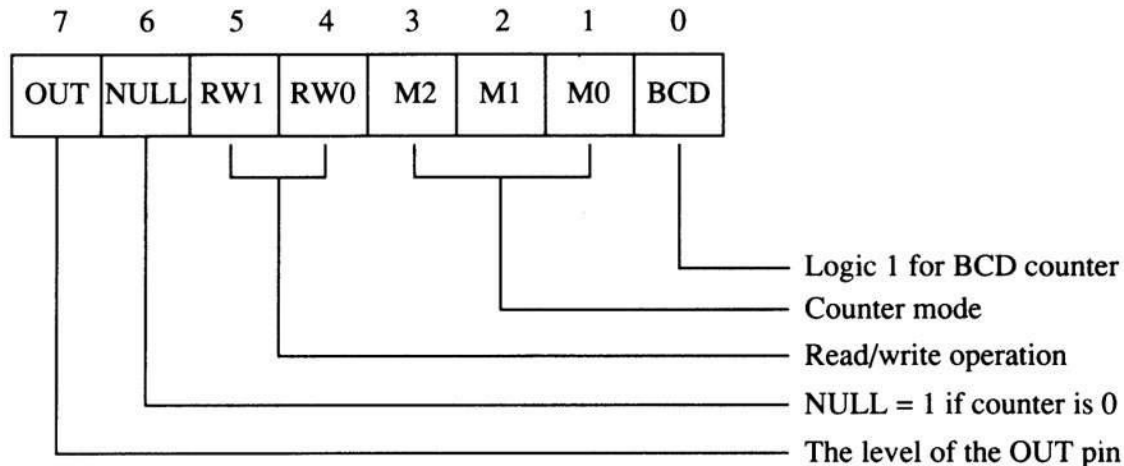 7 6 5 4 3 2 1 0
OUT NULL RW1 RW0 M2 M1 M0 BCD
Logic 1 for BCD counter
Counter mode
Read/write operation
NULL = 1 if counter is 0
The level of the OUT pin